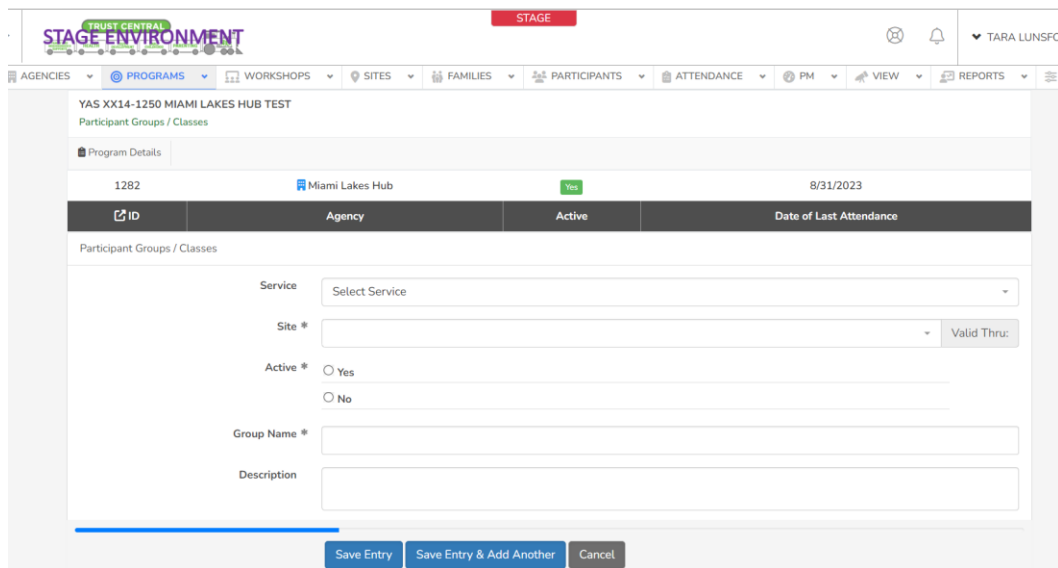 STAGE
TRUST CENTRAL
STAGE ENVIRONMENT
TARA LUNSFO
AGENCIES PROGRAMS WORKSHOPS SITES FAMILIES PARTICIPANTS ATTENDANCE PM VIEW REPORTS
YAS XX14-1250 MIAMI LAKES HUB TEST
Participant Groups / Classes
Program Details
1282 Miami Lakes Hub Yes 8/31/2023
ID Agency Active Date of Last Attendance
Participant Groups / Classes
Service Select Service
Site * Valid Thru:
Active * Yes
No
Group Name *
Description
Save Entry Save Entry & Add Another Cancel